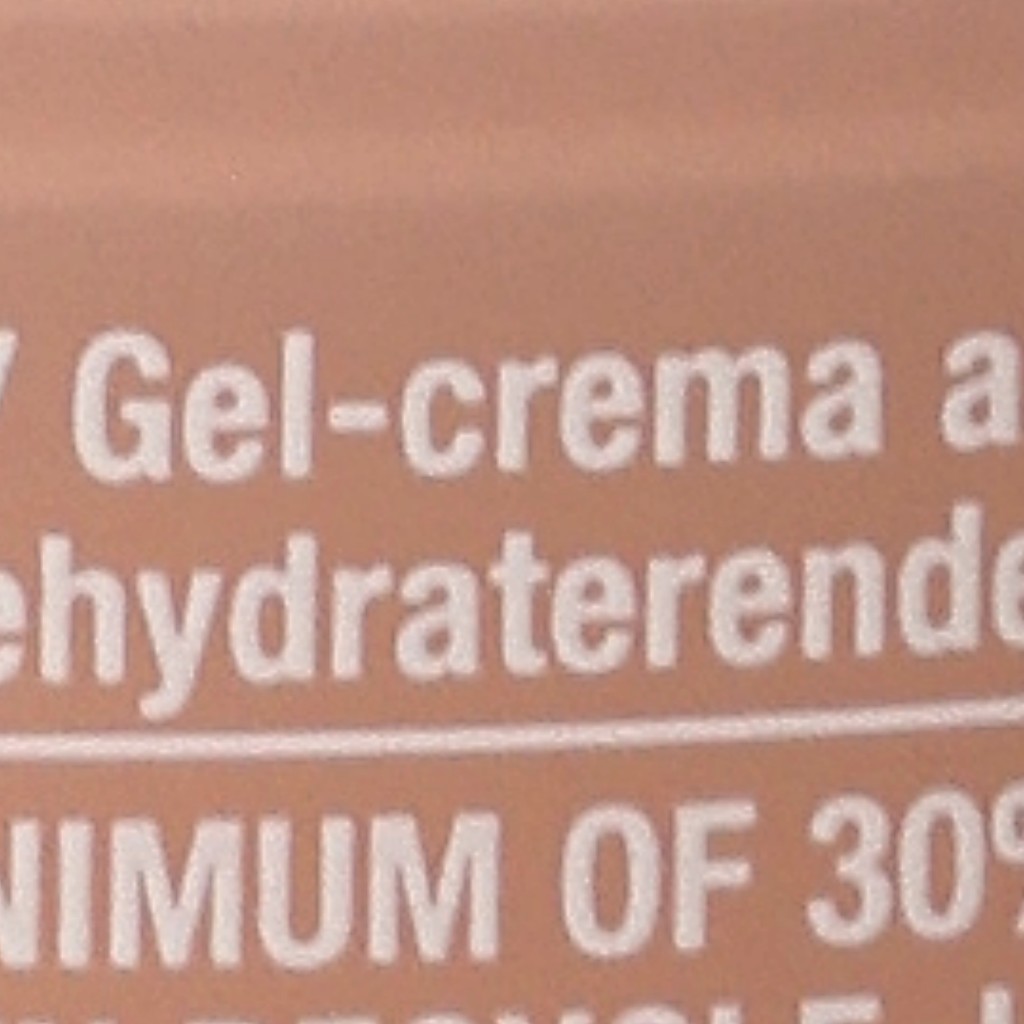 / Gel-crema a
ehydraterende
NIMUM OF 30%